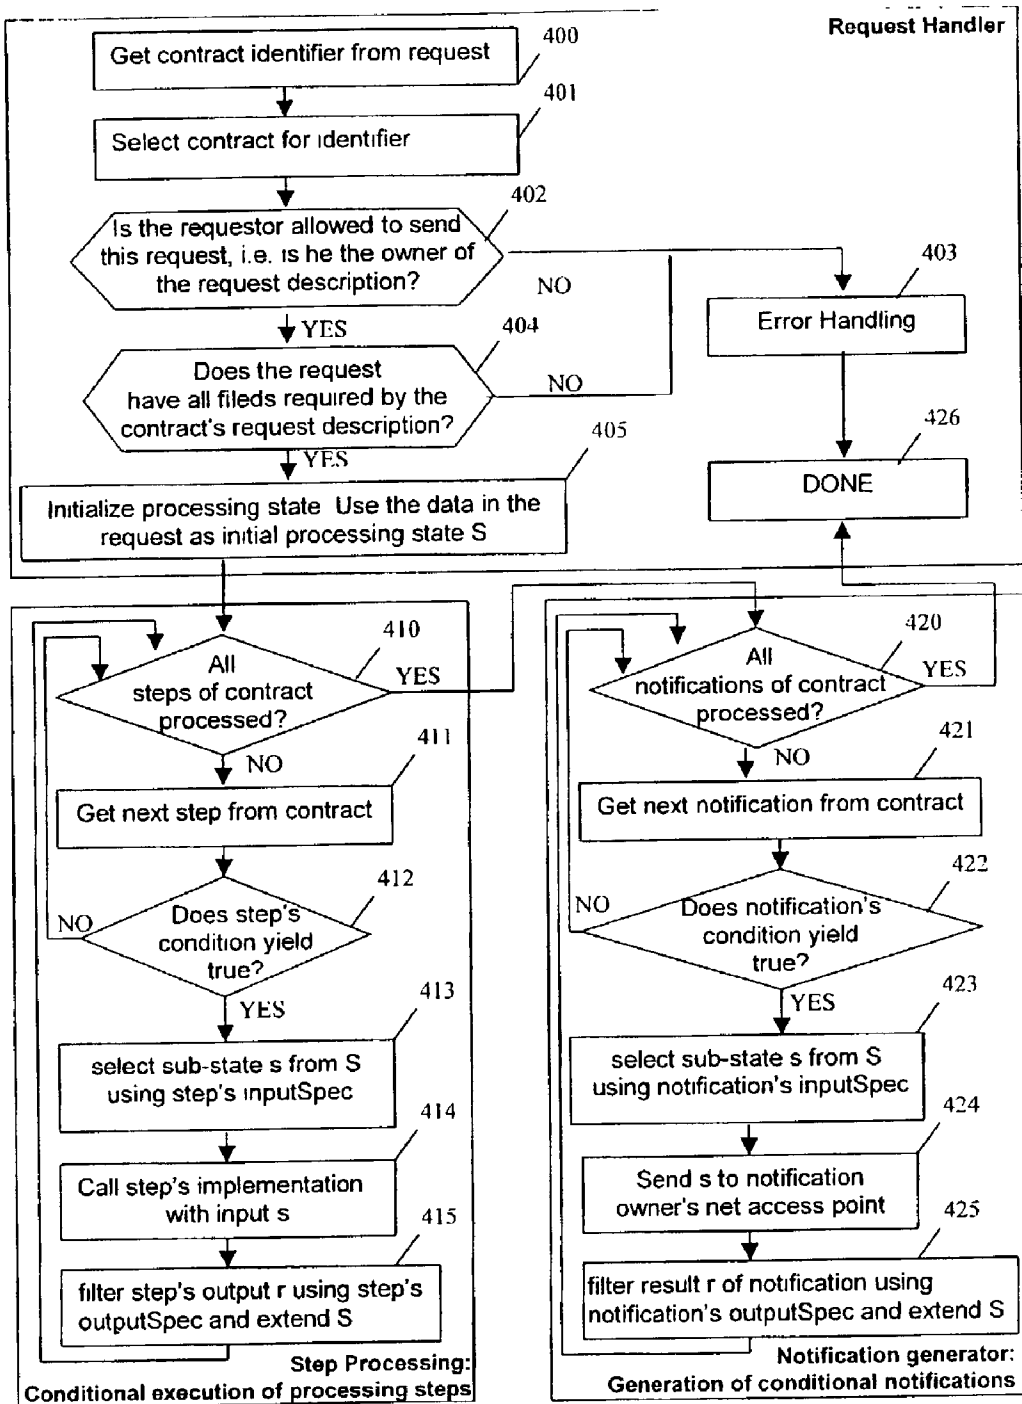 Request Handler
400
Get contract identifier from request
401
Select contract for identifier
402
Is the requestor allowed to send
this request, i.e. is he the owner of
the request description?
NO
403
Error Handling
YES
404
Does the request
have all fileds required by the
contract's request description?
NO
YES
405
426
DONE
Initialize processing state Use the data in the
request as initial processing state S
410
All
steps of contract
processed?
YES
NO
411
Get next step from contract
412
Does step's
condition yield
true?
NO
YES
413
select sub-state s from S
using step's inputSpec
414
Call step's implementation
with input s
415
filter step's output r using step's
outputSpec and extend S
Step Processing:
Conditional execution of processing steps
420
All
notifications of contract
processed?
YES
NO
421
Get next notification from contract
422
Does notification's
condition yield
true?
NO
YES
423
select sub-state s from S
using notification's inputSpec
424
Send s to notification
owner's net access point
425
filter result r of notification using
notification's outputSpec and extend S
Notification generator:
Generation of conditional notifications